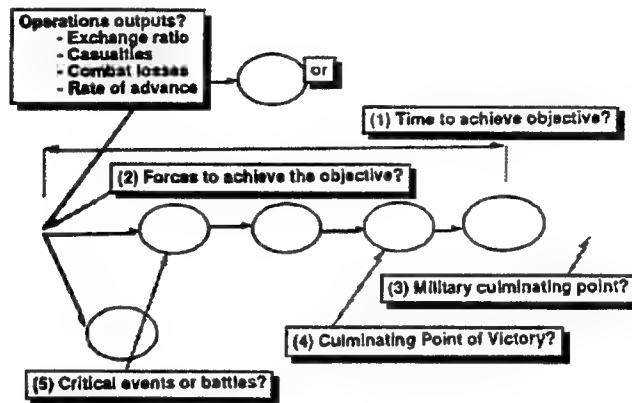 Operations outputs?
- Exchange ratio
- Casualties
- Combat losses
- Rate of advance
or
(1) Time to achieve objective?
(2) Forces to achieve the objective?
(3) Military culminating point?
(4) Culminating Point of Victory?
(5) Critical events or battles?